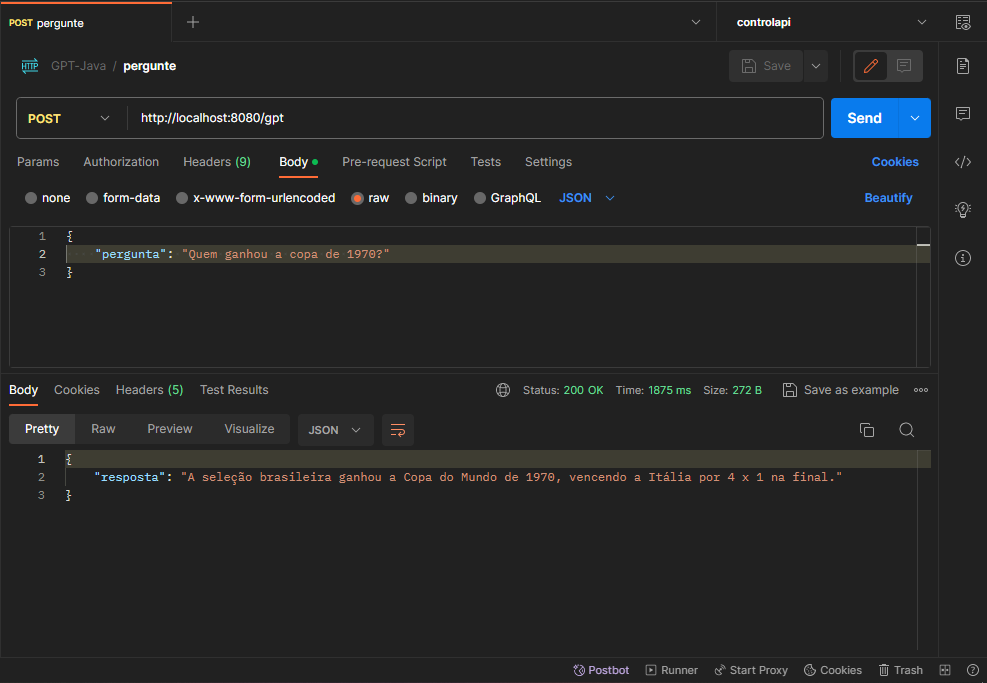 POST pergunte
controlapi
HTTP GPT-Java / pergunte
Save
POST http://localhost:8080/gpt Send
Params Authorization Headers (9) Body Pre-request Script Tests Settings Cookies
none form-data x-www-form-urlencoded raw binary GraphQL JSON Beautify
1 {
2 "pergunta": "Quem ganhou a copa de 1970?"
3 }
Body Cookies Headers (5) Test Results Status: 200 OK Time: 1875 ms Size: 272 B Save as example
Pretty Raw Preview Visualize JSON
1 {
2 "resposta": "A seleção brasileira ganhou a Copa do Mundo de 1970, vencendo a Itália por 4 x 1 na final."
3 }
Postbot Runner Start Proxy Cookies Trash